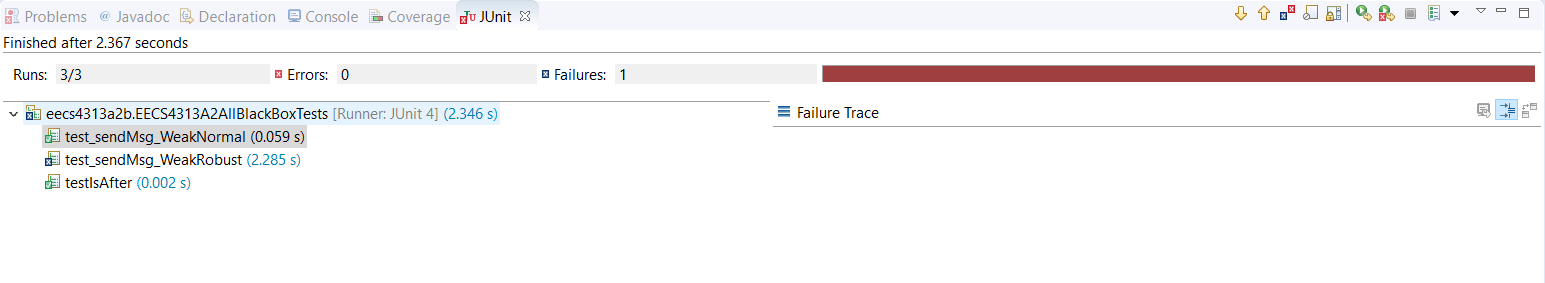 Problems @ Javadoc Declaration Console Coverage JUnit
Finished after 2.367 seconds
Runs: 3/3 Errors: 0 Failures: 1
eecs4313a2b.EECS4313A2AllBlackBoxTests [Runner: JUnit 4] (2.346 s) Failure Trace
test_sendMsg_WeakNormal (0.059 s)
test_sendMsg_WeakRobust (2.285 s)
testIsAfter (0.002 s)